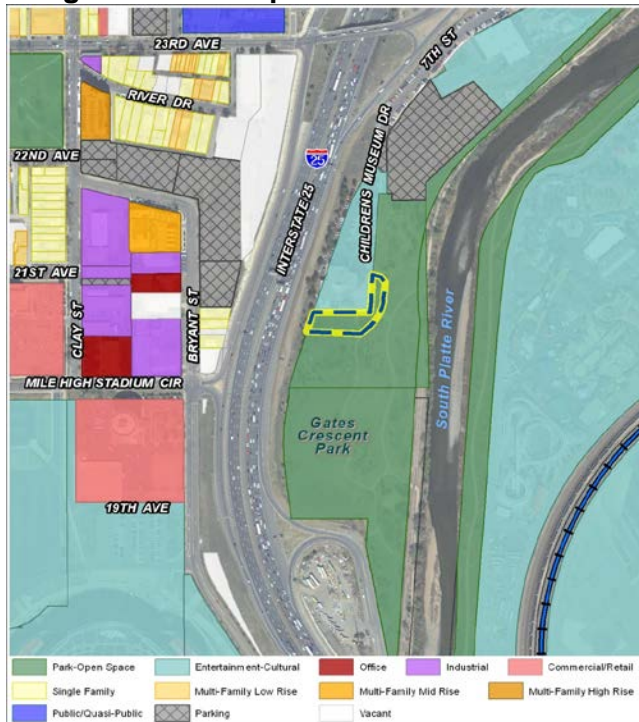 23RD AVE
7TH ST
RIVER DR
22ND AVE
25
CHILDRENS MUSEUM DR
INTERSTATE 25
21ST AVE
CLAY ST
BRYANT ST
South Platte River
MILE HIGH STADIUM CIR
Gates
Crescent
Park
19TH AVE
Park-Open Space
Entertainment-Cultural
Office
Industrial
Commercial/Retail
Single Family
Multi-Family Low Rise
Multi-Family Mid Rise
Multi-Family High Rise
Public/Quasi-Public
Parking
Vacant